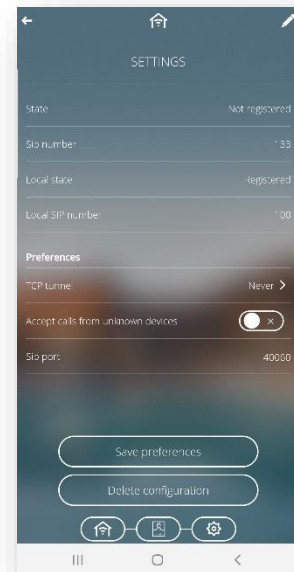 SETTINGS
State Not registered
Sip number 133
Local state Registered
Local SIP number 100
Preferences
TCP tunnel Never
Accept calls from unknown devices
Sip port 40060
Save preferences
Delete configuration